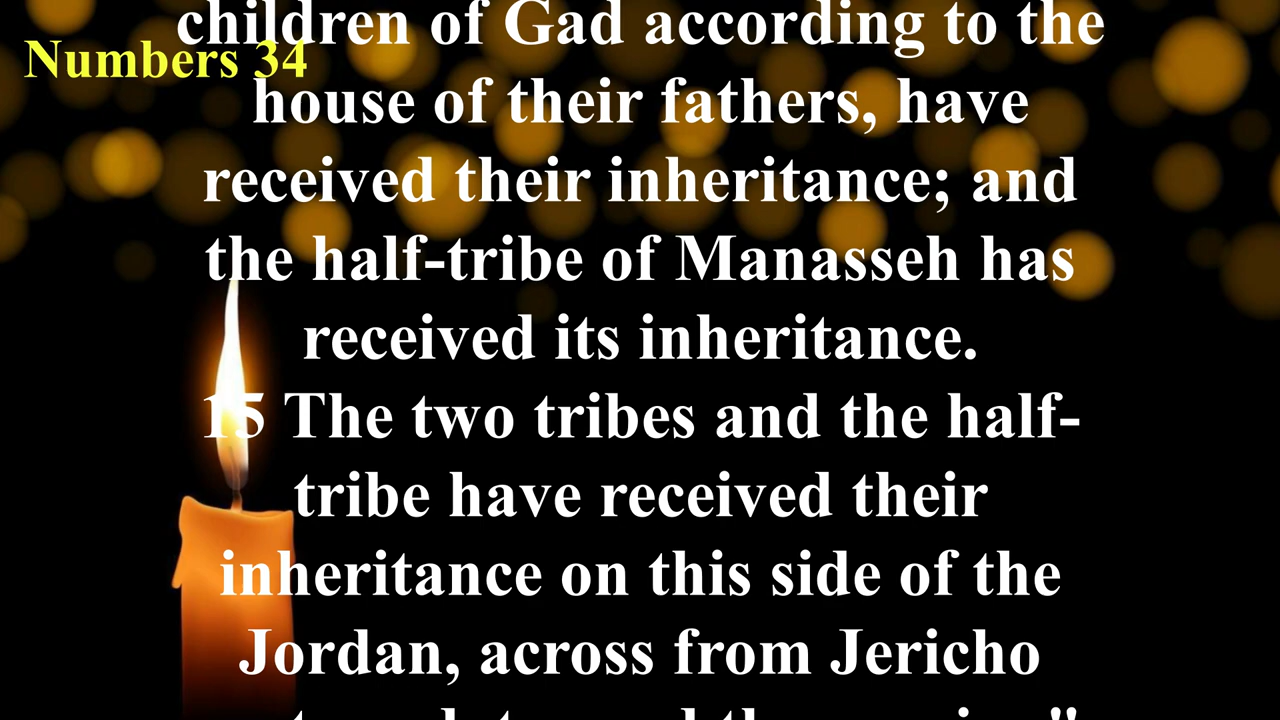 children of Gad according to the
Numbers 34
house of their fathers, have
received their inheritance; and
the half-tribe of Manasseh has
received its inheritance.
15 The two tribes and the half-
tribe have received their
inheritance on this side of the
Jordan, across from Jericho